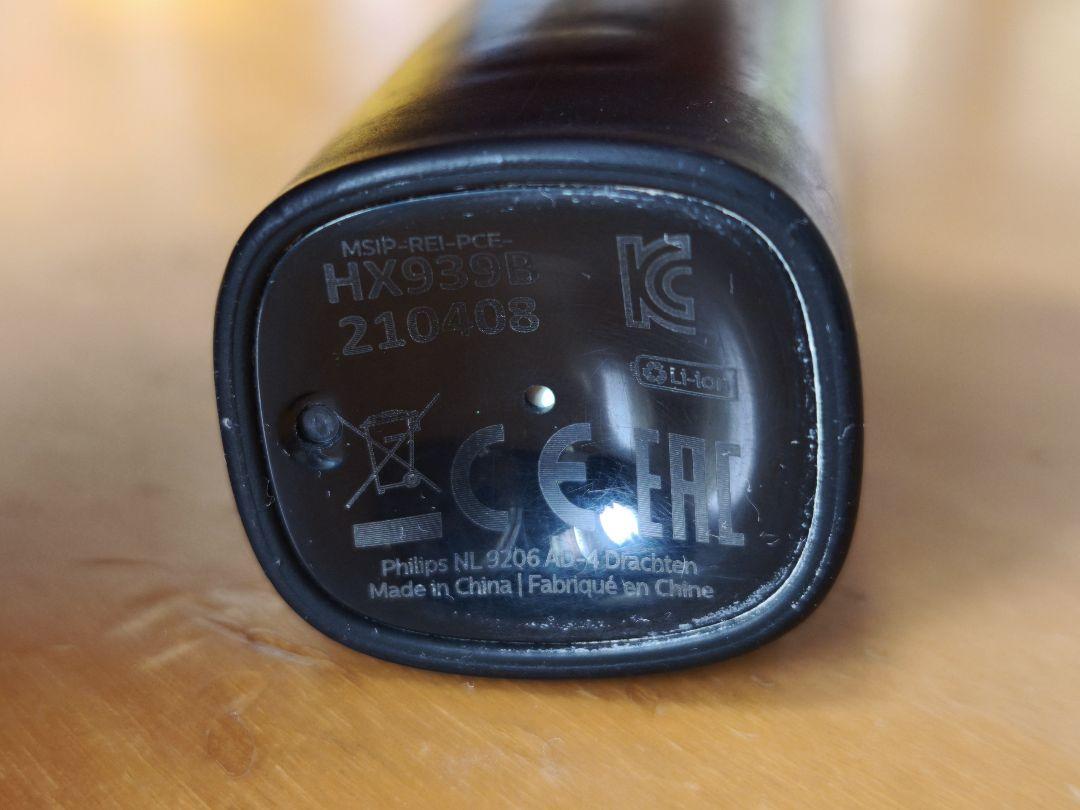 MSIP-REI-PCE-
HX939B
210408
Li-ion
CE EAC
Philips NL 9206 AD-4 Drachten
Made in China | Fabriqué en Chine